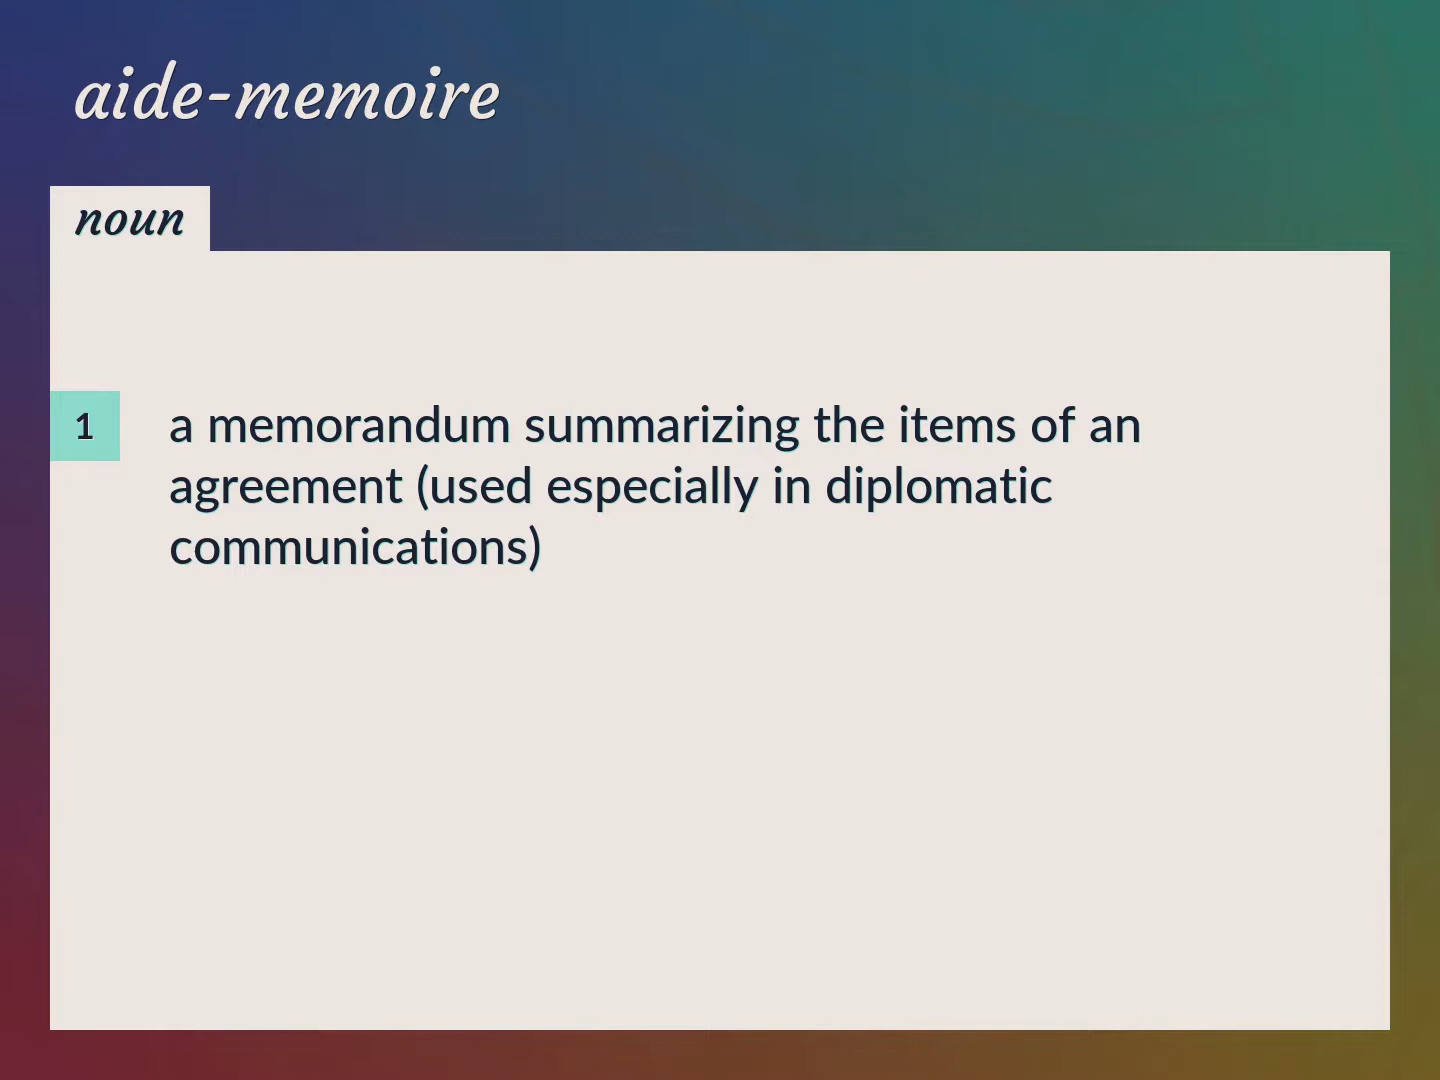 aide-memoire
noun
1
a memorandum summarizing the items of an
agreement (used especially in diplomatic
communications)